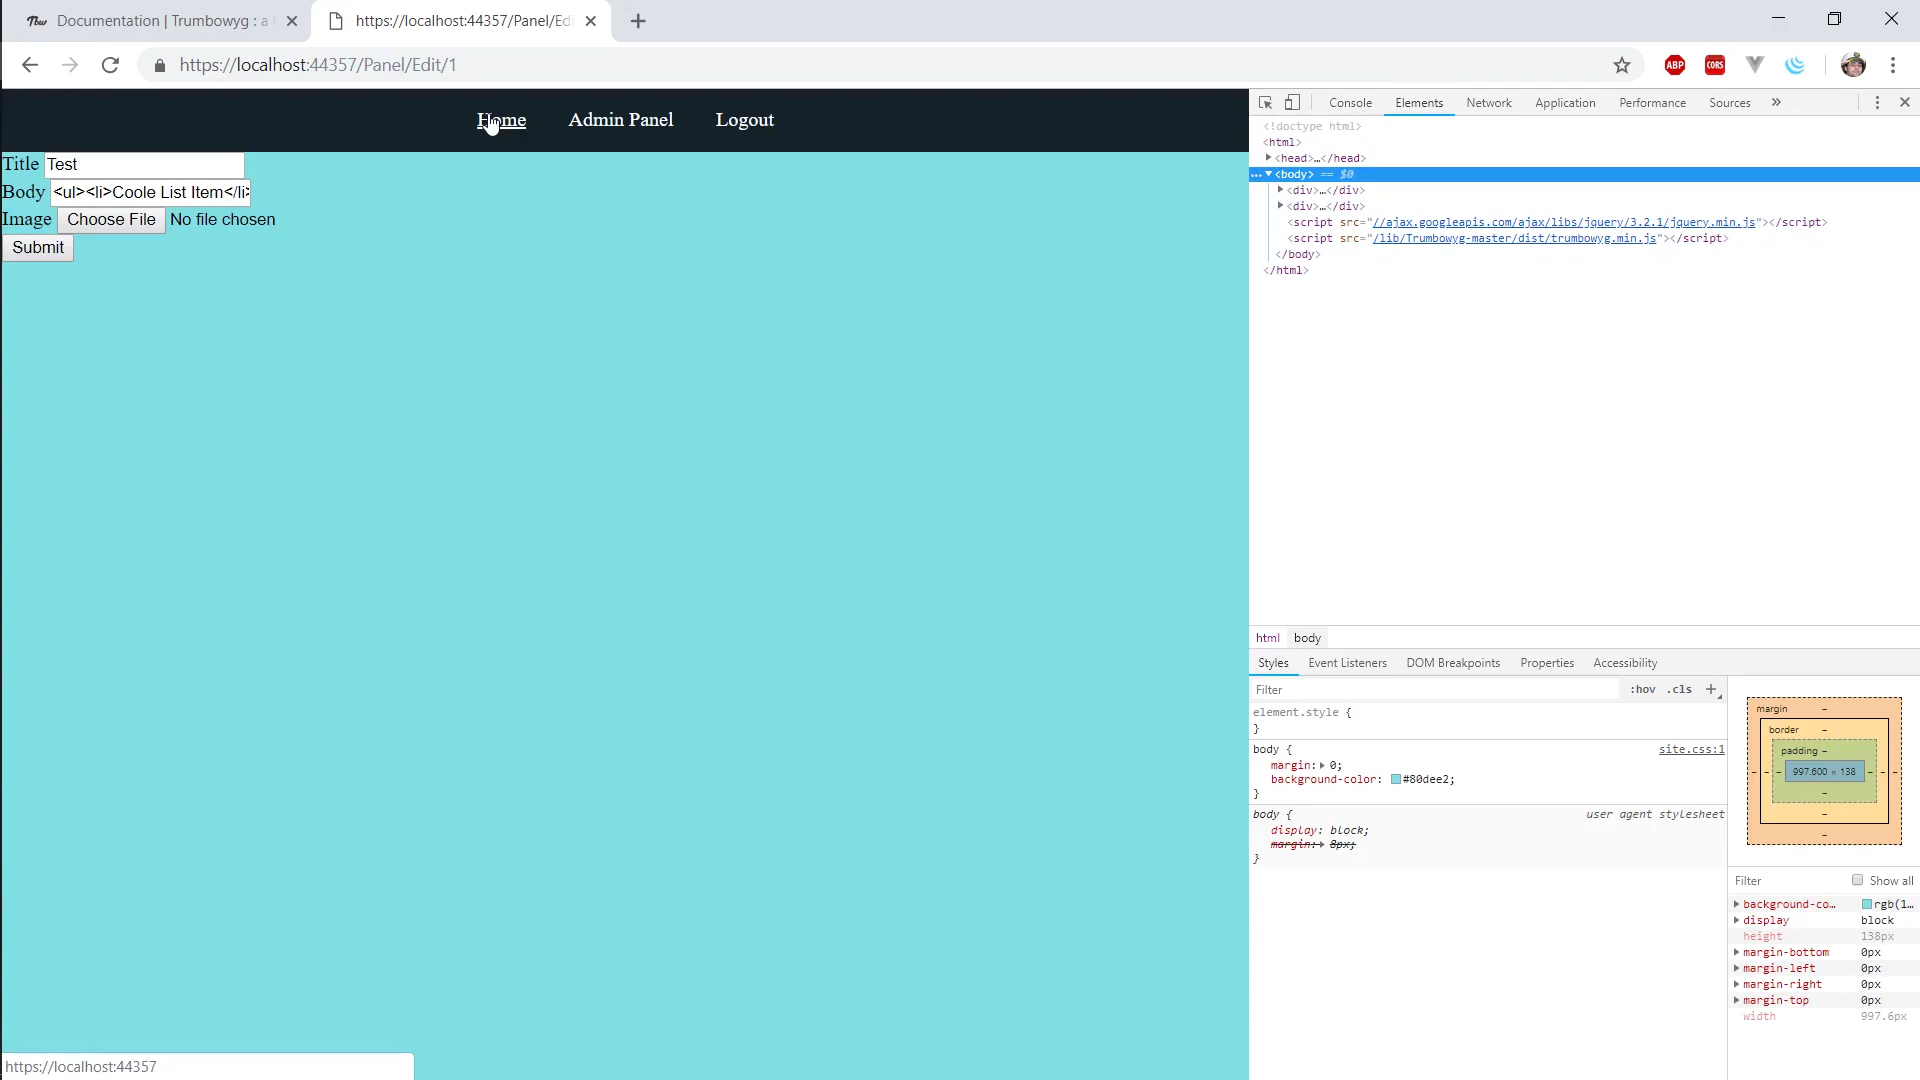 Tbw Documentation | Trumbowyg : a
https://localhost:44357/Panel/Edi
https://localhost:44357/Panel/Edit/1
ABP
CORS
Home Admin Panel Logout
Title Test
Body <ul><li>Coole List Item</li>
Image Choose File No file chosen
Submit
https://localhost:44357
Console Elements Network Application Performance Sources »
<!doctype html>
<html>
<head>…</head>
<body> == $0
<div>…</div>
<div>…</div>
<script src="//ajax.googleapis.com/ajax/libs/jquery/3.2.1/jquery.min.js"></script>
<script src="/lib/Trumbowyg-master/dist/trumbowyg.min.js"></script>
</body>
</html>
html body
Styles Event Listeners DOM Breakpoints Properties Accessibility
Filter :hov .cls +
element.style {
}
body { site.css:1
margin: 0;
background-color: #80dee2;
}
body { user agent stylesheet
display: block;
margin: 8px;
}
margin –
border –
padding –
– – – 997.600 × 138 – – –
–
–
–
Filter Show all
background-co… rgb(1…
display block
height 138px
margin-bottom 0px
margin-left 0px
margin-right 0px
margin-top 0px
width 997.6px